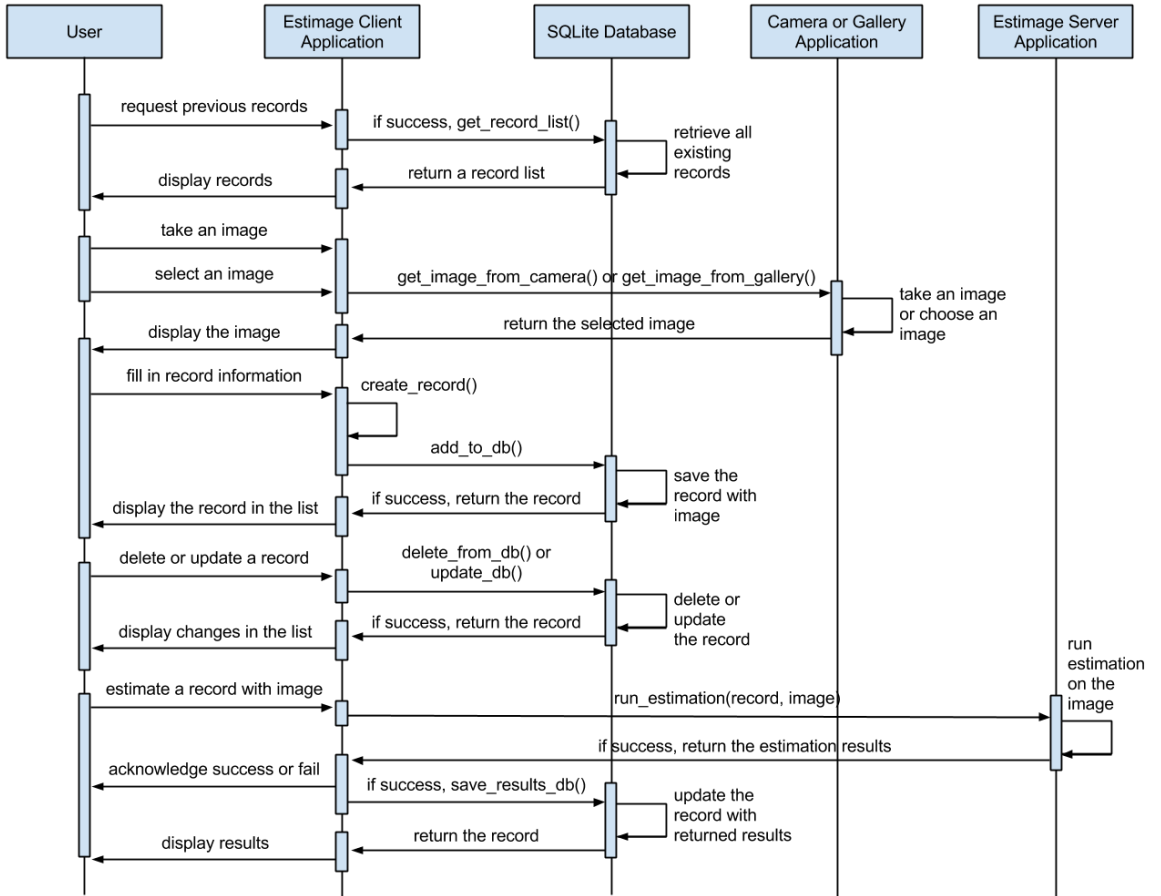 User
Estimage Client
Application
SQLite Database
Camera or Gallery
Application
Estimage Server
Application
request previous records
if success, get_record_list()
retrieve all
existing
records
return a record list
display records
take an image
select an image
get_image_from_camera() or get_image_from_gallery()
take an image
or choose an
image
return the selected image
display the image
fill in record information
create_record()
add_to_db()
save the
record with
image
if success, return the record
display the record in the list
delete or update a record
delete_from_db() or
update_db()
delete or
update
the record
if success, return the record
display changes in the list
run
estimation
on the
image
estimate a record with image
run_estimation(record, image)
if success, return the estimation results
acknowledge success or fail
if success, save_results_db()
update the
record with
returned results
return the record
display results